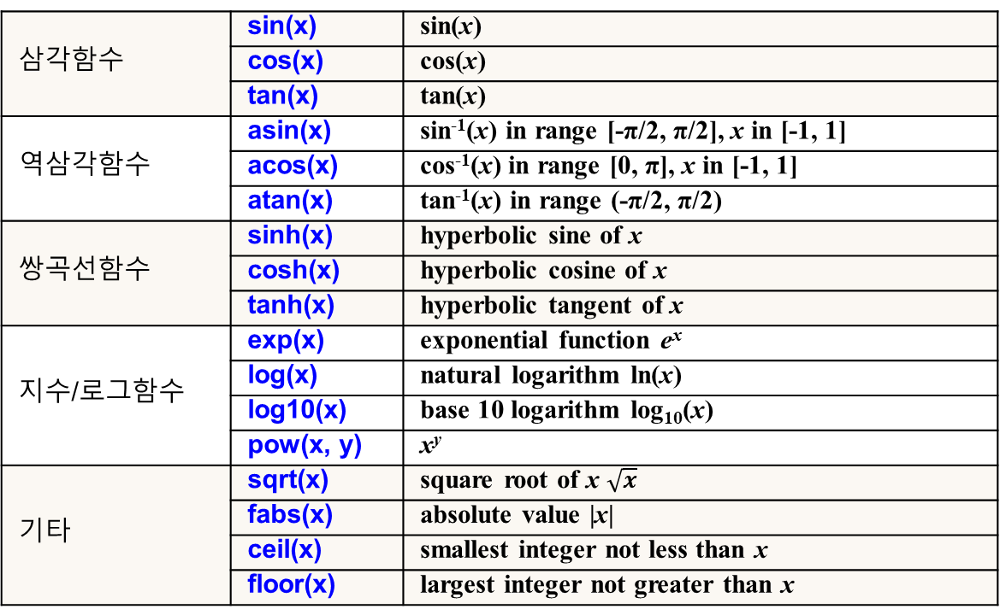 삼각함수
sin(x) sin(x)
cos(x) cos(x)
tan(x) tan(x)
역삼각함수
asin(x) sin⁻¹(x) in range [-π/2, π/2], x in [-1, 1]
acos(x) cos⁻¹(x) in range [0, π], x in [-1, 1]
atan(x) tan⁻¹(x) in range (-π/2, π/2)
쌍곡선함수
sinh(x) hyperbolic sine of x
cosh(x) hyperbolic cosine of x
tanh(x) hyperbolic tangent of x
지수/로그함수
exp(x) exponential function eˣ
log(x) natural logarithm ln(x)
log10(x) base 10 logarithm log₁₀(x)
pow(x, y) xʸ
기타
sqrt(x) square root of x √x
fabs(x) absolute value |x|
ceil(x) smallest integer not less than x
floor(x) largest integer not greater than x